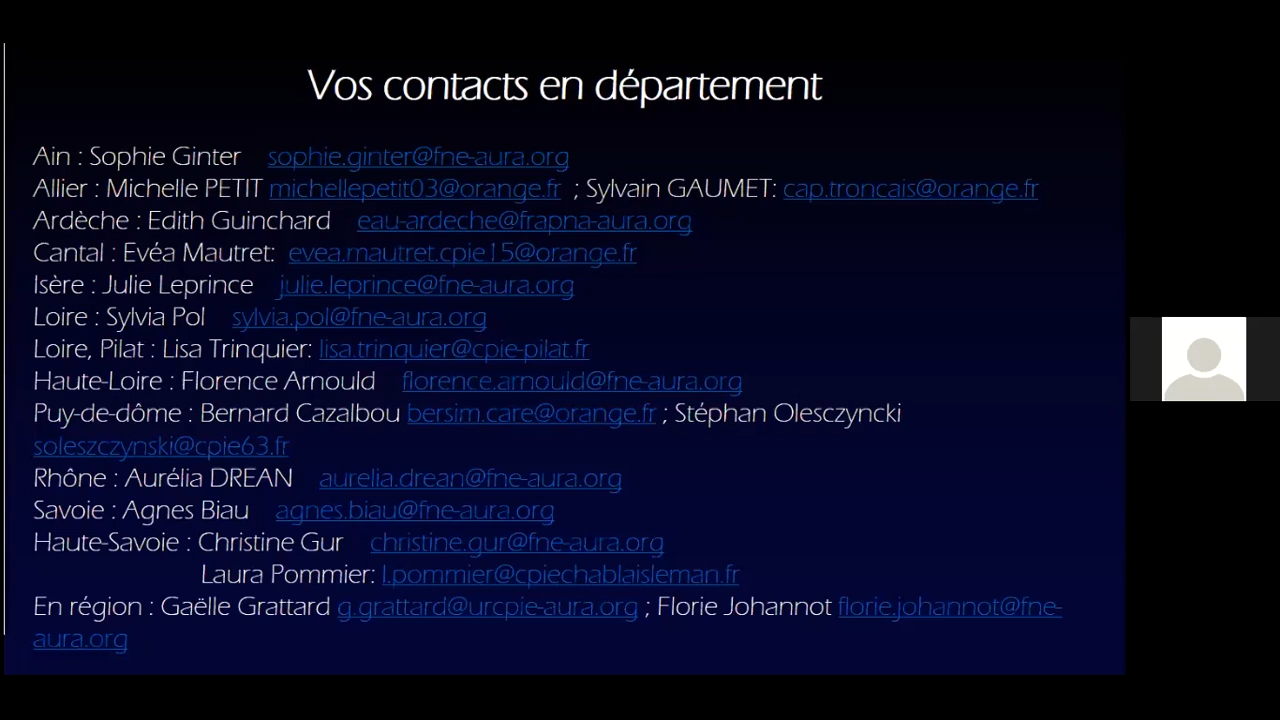 Vos contacts en département
Ain : Sophie Ginter sophie.ginter@fne-aura.org
Allier : Michelle PETIT michellepetit03@orange.fr ; Sylvain GAUMET: cap.troncais@orange.fr
Ardèche : Edith Guinchard eau-ardeche@frapna-aura.org
Cantal : Evéa Mautret: evea.mautret.cpie15@orange.fr
Isère : Julie Leprince julie.leprince@fne-aura.org
Loire : Sylvia Pol sylvia.pol@fne-aura.org
Loire, Pilat : Lisa Trinquier: lisa.trinquier@cpie-pilat.fr
Haute-Loire : Florence Arnould florence.arnould@fne-aura.org
Puy-de-dôme : Bernard Cazalbou bersim.care@orange.fr ; Stéphan Olesczyncki
soleszczynski@cpie63.fr
Rhône : Aurélia DREAN aurelia.drean@fne-aura.org
Savoie : Agnes Biau agnes.biau@fne-aura.org
Haute-Savoie : Christine Gur christine.gur@fne-aura.org
Laura Pommier: l.pommier@cpiechablaisleman.fr
En région : Gaëlle Grattard g.grattard@urcpie-aura.org ; Florie Johannot florie.johannot@fne-
aura.org